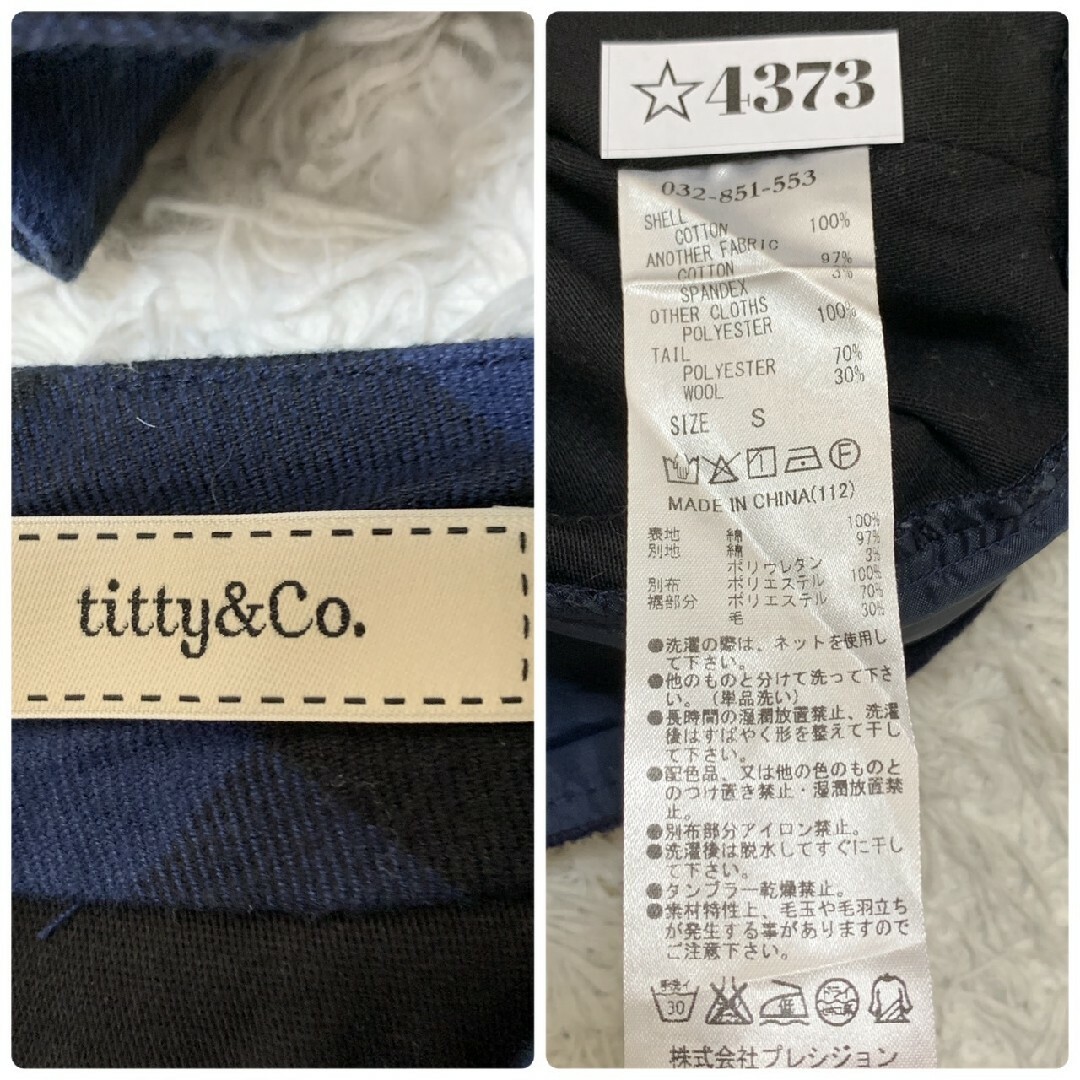 titty&Co.
☆4373
032-851-553
SHELL
COTTON 100%
ANOTHER FABRIC
COTTON 97%
SPANDEX 3%
OTHER CLOTHS
POLYESTER 100%
TAIL
POLYESTER 70%
WOOL 30%
SIZE S
MADE IN CHINA(112)
表地 綿 100%
別地 綿 97%
ポリウレタン 3%
別布 ポリエステル 100%
裾部分 ポリエステル 70%
毛 30%
●洗濯の際は、ネットを使用し
て下さい。
●他のものと分けて洗って下さ
い。(単品洗い)
●長時間の湿潤放置禁止、洗濯
後はすばやく形を整えて干し
て下さい。
●配色品、又は他の色のものと
のつけ置き禁止・湿潤放置禁
止。
●別布部分アイロン禁止。
●洗濯後は脱水してすぐに干し
て下さい。
●タンブラー乾燥禁止。
●素材特性上、毛玉や毛羽立ち
が発生する事がありますので
ご注意下さい。
手洗イ 30 低 ドライ
株式会社プレシジョン